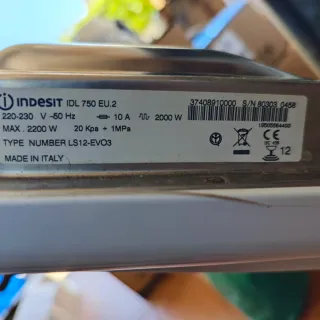 INDESIT IDL 750 EU.2
220-230 V ~50 Hz 10 A 2000 W
MAX. 2200 W 20 Kpa ÷ 1MPa
TYPE NUMBER LS12-EVO3
MADE IN ITALY
37408910000 S/N 80303 0456
12